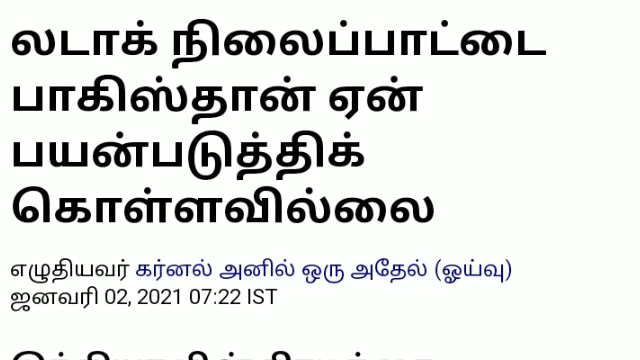 லடாக் நிலைப்பாட்டை
பாகிஸ்தான் ஏன்
பயன்படுத்திக்
கொள்ளவில்லை
எழுதியவர் கர்னல் அனில் ஒரு அதேல் (ஓய்வு)
ஜனவரி 02, 2021 07:22 IST